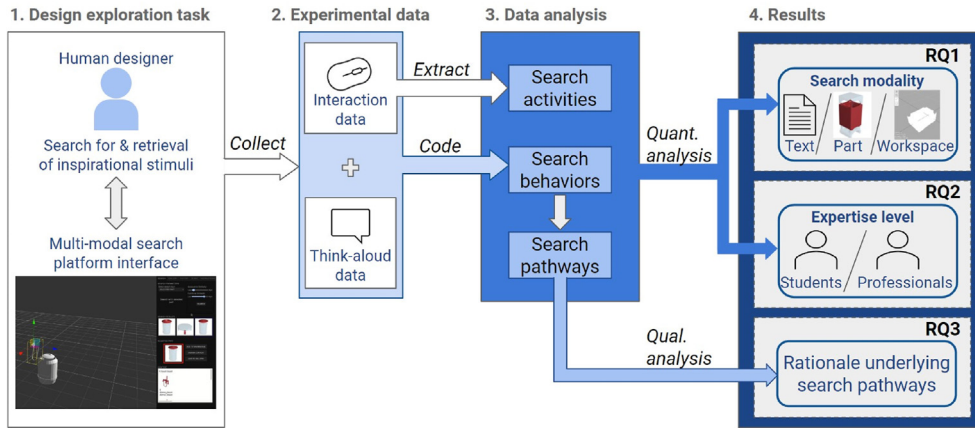 1. Design exploration task
2. Experimental data
3. Data analysis
4. Results
Human designer
Search for & retrieval
of inspirational stimuli
Multi-modal search
platform interface
Collect
Interaction
data
+
Think-aloud
data
Extract
Code
Search
activities
Search
behaviors
Search
pathways
Quant.
analysis
Qual.
analysis
RQ1
Search modality
Text / Part / Workspace
RQ2
Expertise level
Students / Professionals
RQ3
Rationale underlying
search pathways